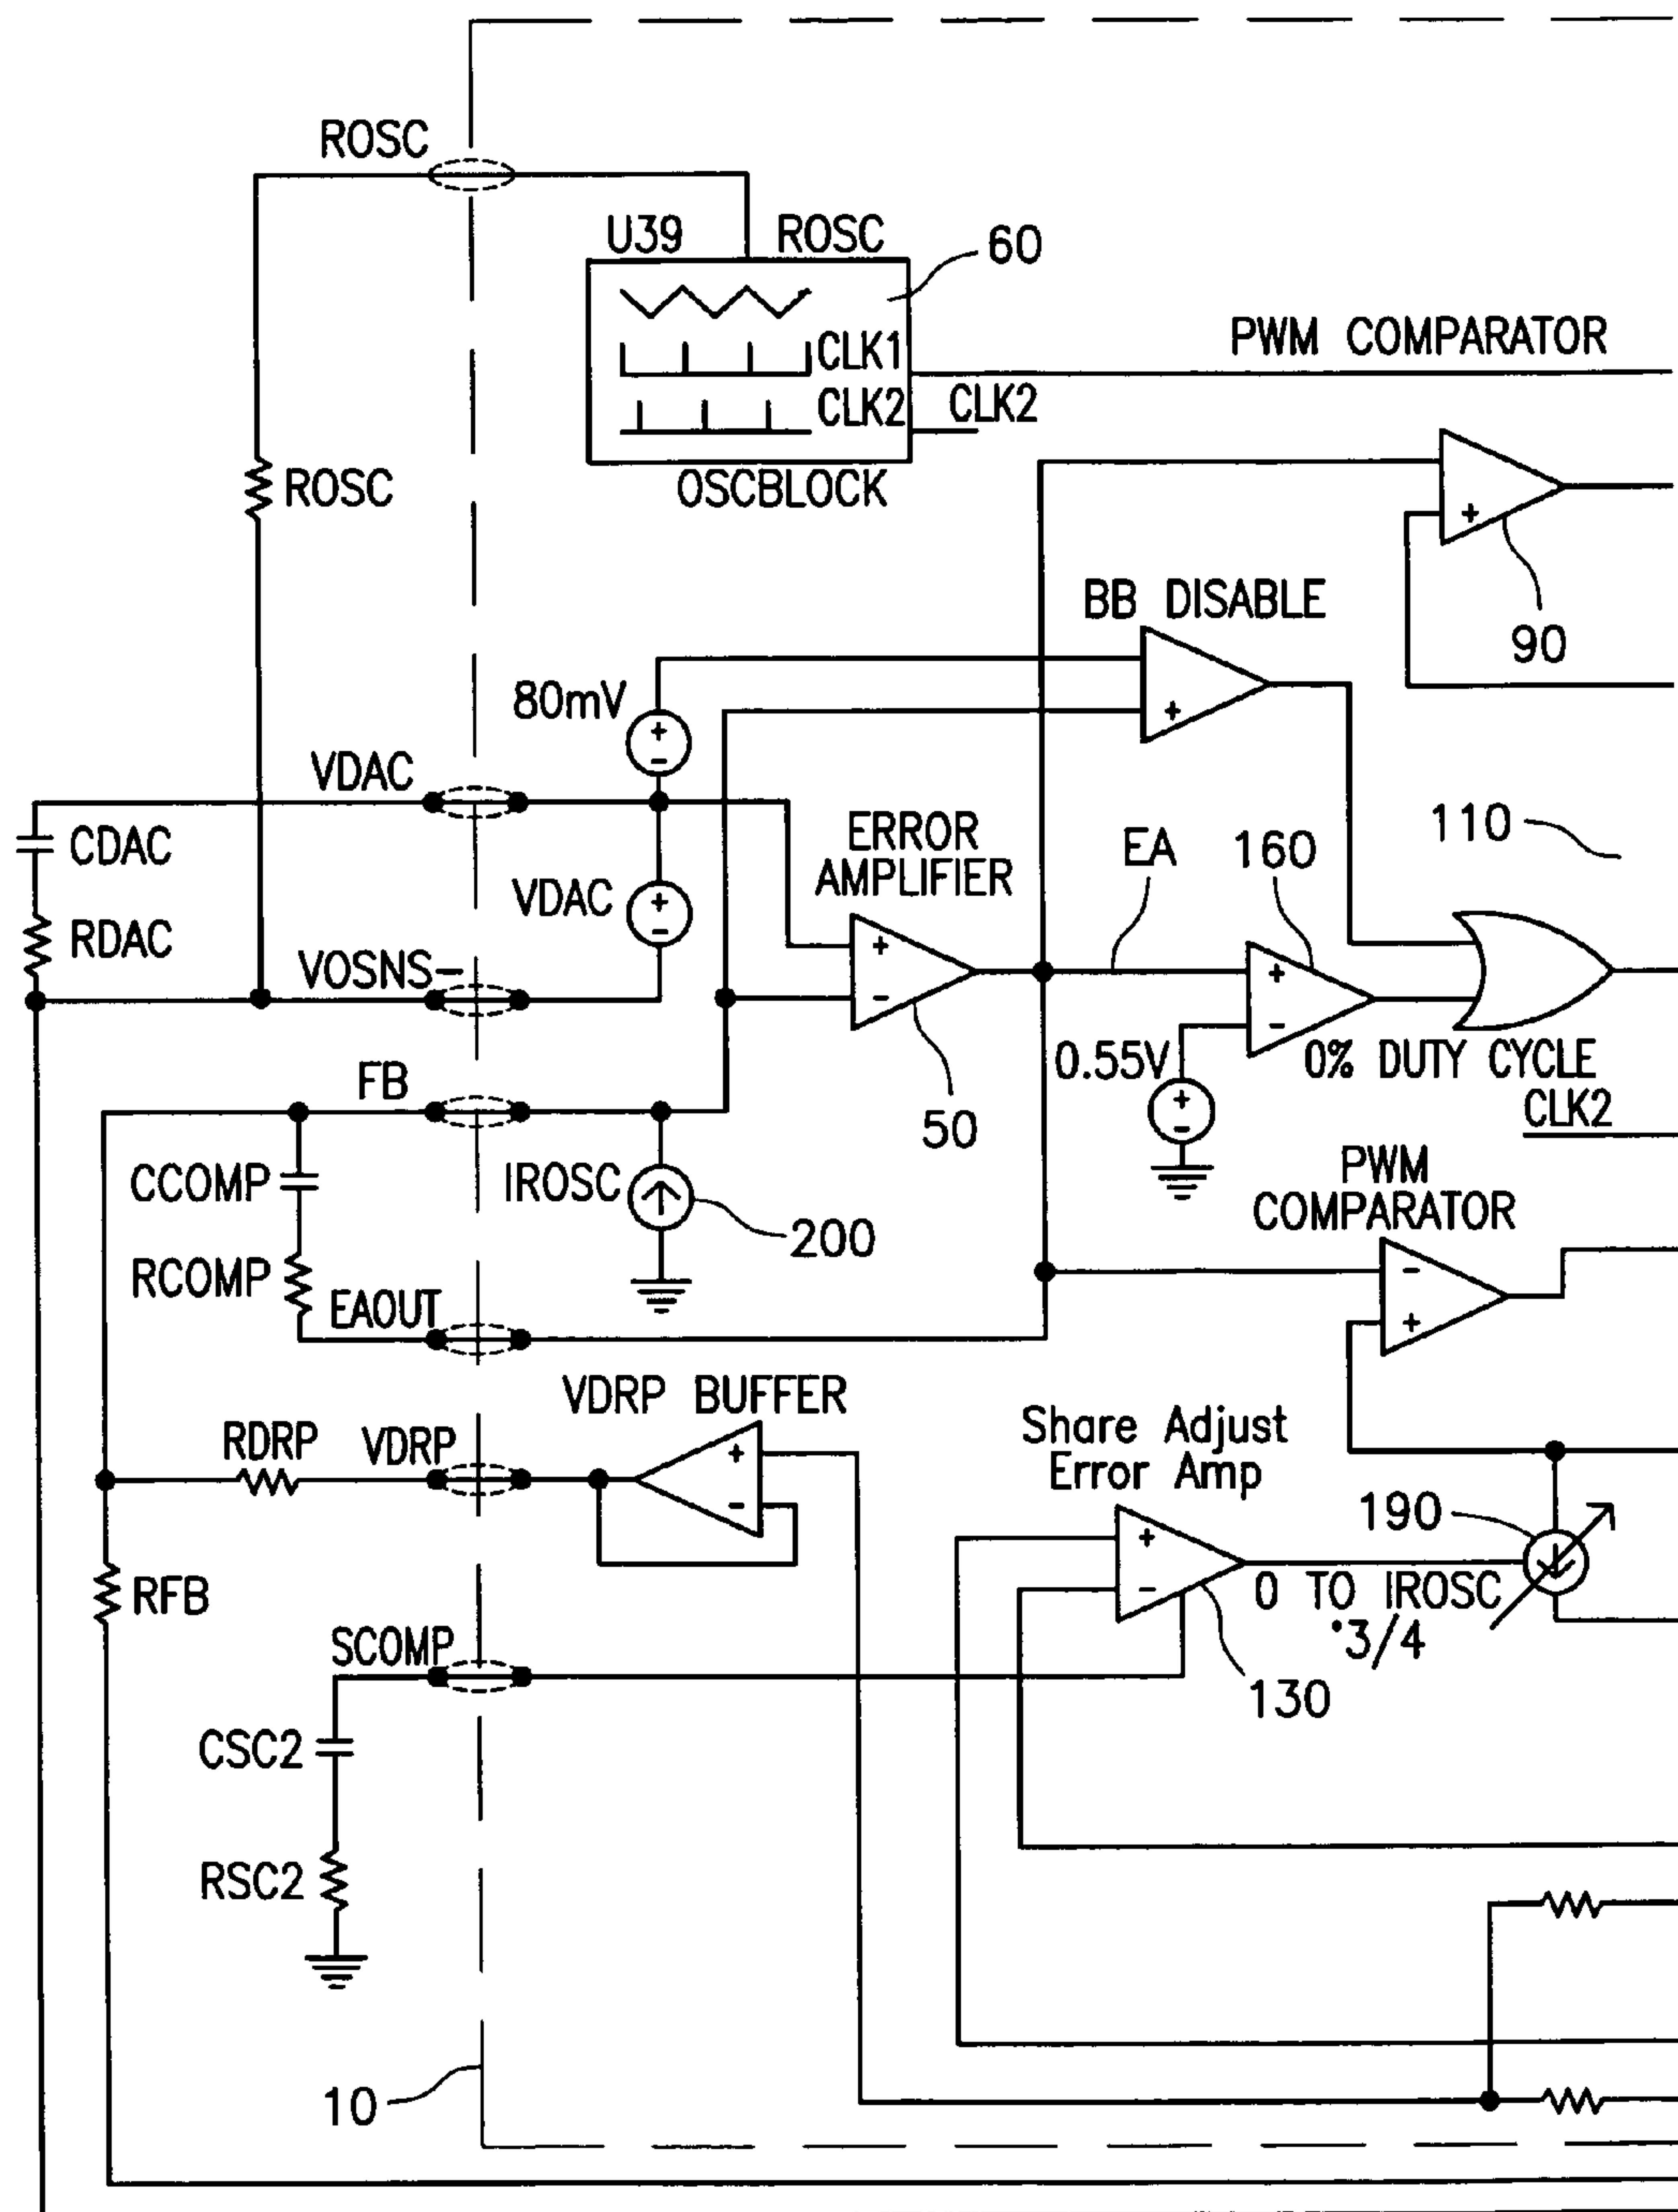 ROSC
U39
ROSC
60
CLK1
CLK2
CLK2
OSCBLOCK
PWM COMPARATOR
ROSC
+
90
BB DISABLE
+
80mV
+
-
VDAC
CDAC
RDAC
VDAC
+
-
VOSNS-
ERROR
AMPLIFIER
+
-
50
EA
160
110
+
-
0.55V
+
-
0% DUTY CYCLE
CLK2
FB
CCOMP
RCOMP
IROSC
200
EAOUT
PWM
COMPARATOR
-
+
VDRP BUFFER
+
-
RDRP
VDRP
Share Adjust
Error Amp
+
-
190
0 TO IROSC
*3/4
130
RFB
SCOMP
CSC2
RSC2
10